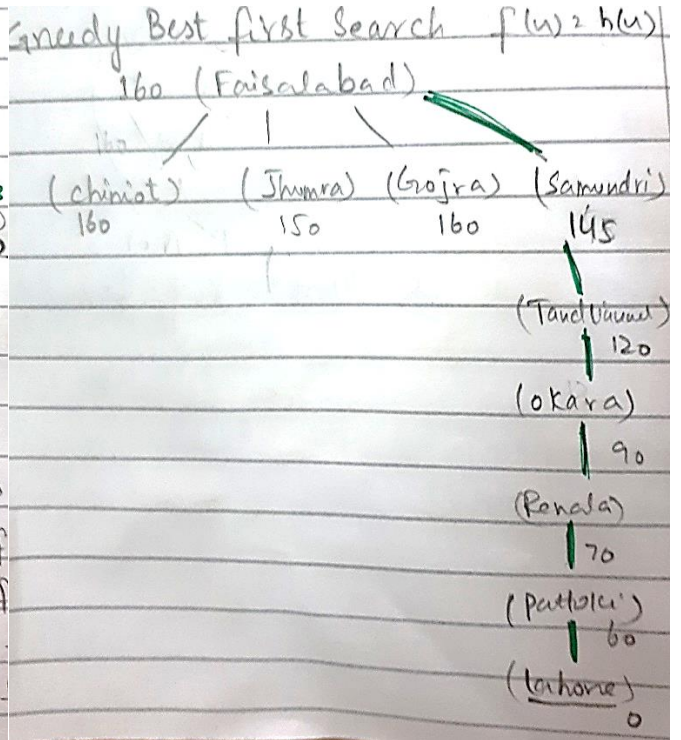 Greedy Best first Search f(n) = h(n)
160 (Faisalabad)
(Chiniot) (Jhumra) (Gojra) (Samundri)
160 150 160 145
120
(Okara)
90
(Renala)
70
(Pattoki)
60
(Lahore)
0